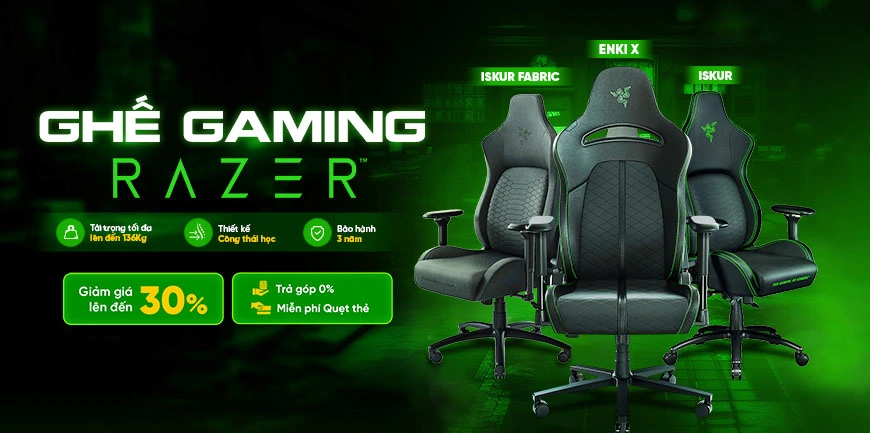 GHẾ GAMING
RAZER™
Tải trọng tối đa
lên đến 136Kg
Thiết kế
Công thái học
Bảo hành
3 năm
Giảm giá
lên đến
30%
Trả góp 0%
Miễn phí Quẹt thẻ
ISKUR FABRIC
ENKI X
ISKUR